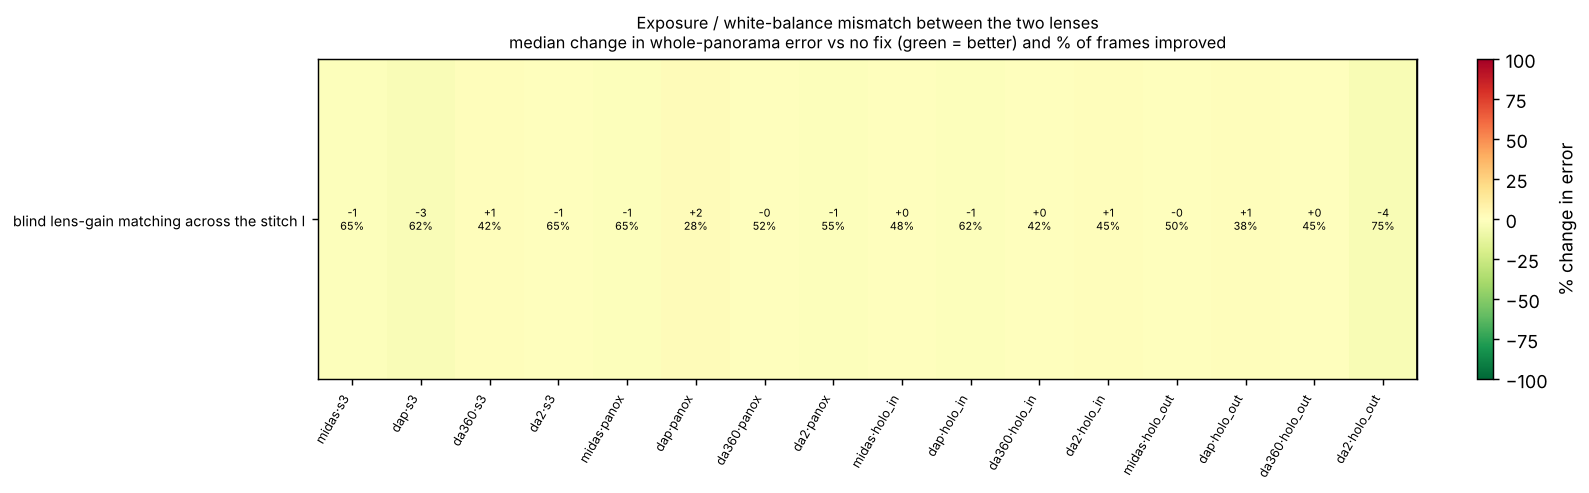 Exposure / white-balance mismatch between the two lenses
median change in whole-panorama error vs no fix (green = better) and % of frames improved
blind lens-gain matching across the stitch l
-1 -3 +1 -1 -1 +2 -0 -1 +0 -1 +0 +1 -0 +1 +0 -4
65% 62% 42% 65% 65% 28% 52% 55% 48% 62% 42% 45% 50% 38% 45% 75%
midas·s3
dap·s3
da360·s3
da2·s3
midas·panox
dap·panox
da360·panox
da2·panox
midas·holo_in
dap·holo_in
da360·holo_in
da2·holo_in
midas·holo_out
dap·holo_out
da360·holo_out
da2·holo_out
100
75
50
25
0
−25
−50
−75
−100
% change in error